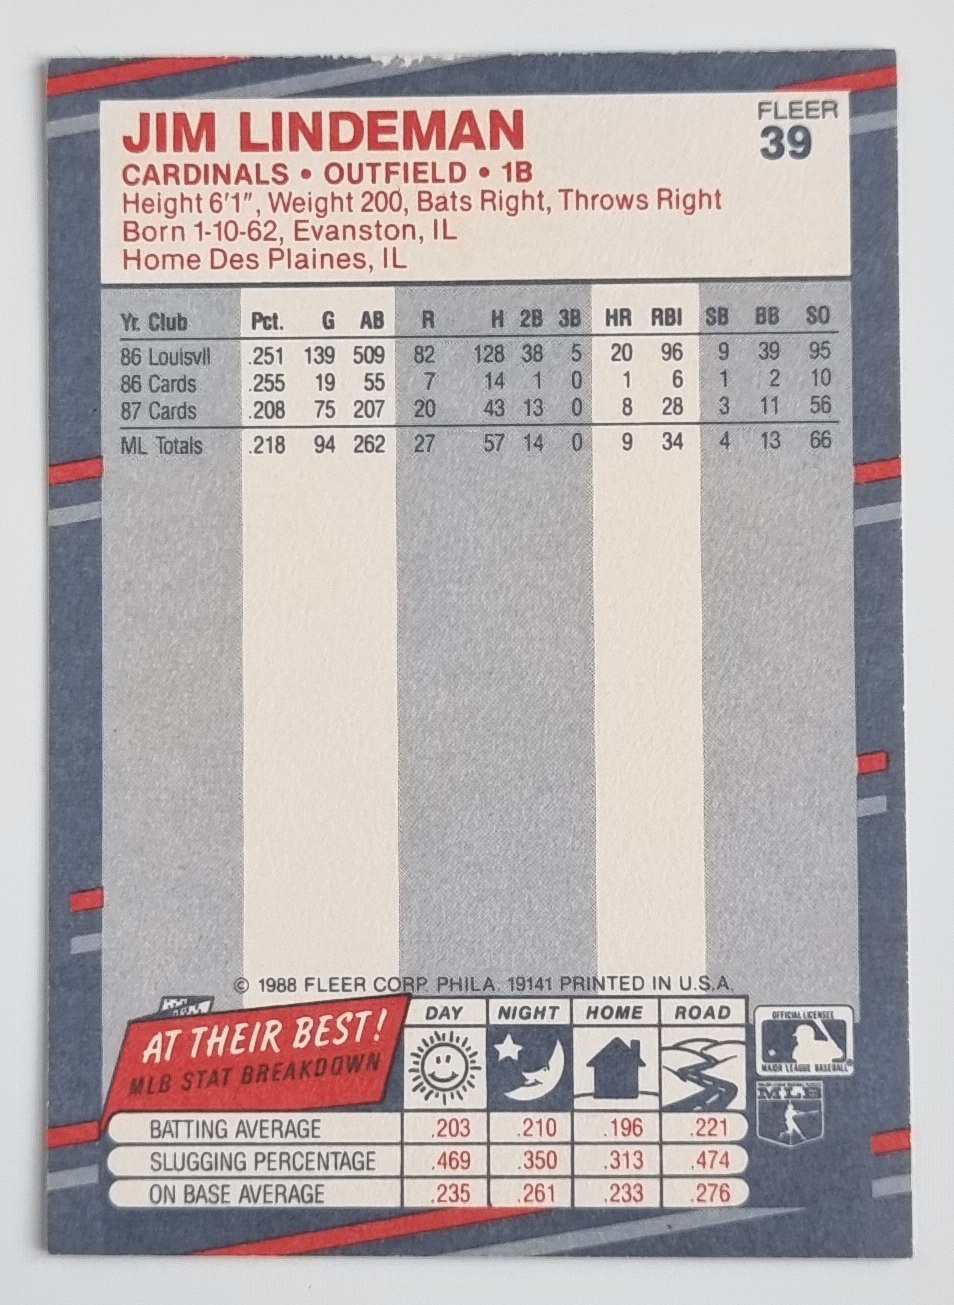 JIM LINDEMAN
FLEER
39
CARDINALS • OUTFIELD • 1B
Height 6'1", Weight 200, Bats Right, Throws Right
Born 1-10-62, Evanston, IL
Home Des Plaines, IL
Yr. Club Pct. G AB R H 2B 3B HR RBI SB BB SO
86 Louisvll .251 139 509 82 128 38 5 20 96 9 39 95
86 Cards .255 19 55 7 14 1 0 1 6 1 2 10
87 Cards .208 75 207 20 43 13 0 8 28 3 11 56
ML Totals .218 94 262 27 57 14 0 9 34 4 13 66
© 1988 FLEER CORP. PHILA. 19141 PRINTED IN U.S.A.
AT THEIR BEST!
MLB STAT BREAKDOWN
DAY NIGHT HOME ROAD
BATTING AVERAGE .203 .210 .196 .221
SLUGGING PERCENTAGE .469 .350 .313 .474
ON BASE AVERAGE .235 .261 .233 .276
OFFICIAL LICENSEE
MAJOR LEAGUE BASEBALL®
MLB